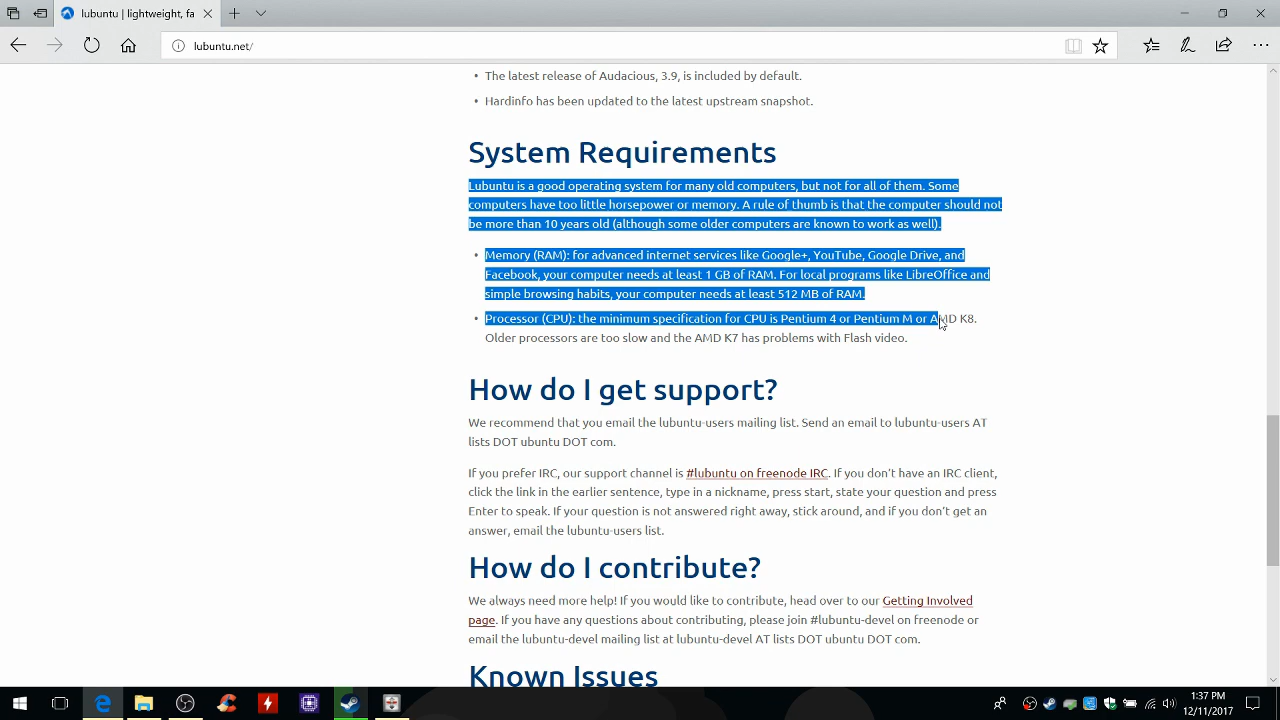 lubuntu | lightweight, fa
lubuntu.net/
• The latest release of Audacious, 3.9, is included by default.
• Hardinfo has been updated to the latest upstream snapshot.
System Requirements
Lubuntu is a good operating system for many old computers, but not for all of them. Some
computers have too little horsepower or memory. A rule of thumb is that the computer should not
be more than 10 years old (although some older computers are known to work as well).
• Memory (RAM): for advanced internet services like Google+, YouTube, Google Drive, and
Facebook, your computer needs at least 1 GB of RAM. For local programs like LibreOffice and
simple browsing habits, your computer needs at least 512 MB of RAM.
• Processor (CPU): the minimum specification for CPU is Pentium 4 or Pentium M or AMD K8.
Older processors are too slow and the AMD K7 has problems with Flash video.
How do I get support?
We recommend that you email the lubuntu-users mailing list. Send an email to lubuntu-users AT
lists DOT ubuntu DOT com.
If you prefer IRC, our support channel is #lubuntu on freenode IRC. If you don’t have an IRC client,
click the link in the earlier sentence, type in a nickname, press start, state your question and press
Enter to speak. If your question is not answered right away, stick around, and if you don’t get an
answer, email the lubuntu-users list.
How do I contribute?
We always need more help! If you would like to contribute, head over to our Getting Involved
page. If you have any questions about contributing, please join #lubuntu-devel on freenode or
email the lubuntu-devel mailing list at lubuntu-devel AT lists DOT ubuntu DOT com.
Known Issues
1:37 PM
12/11/2017